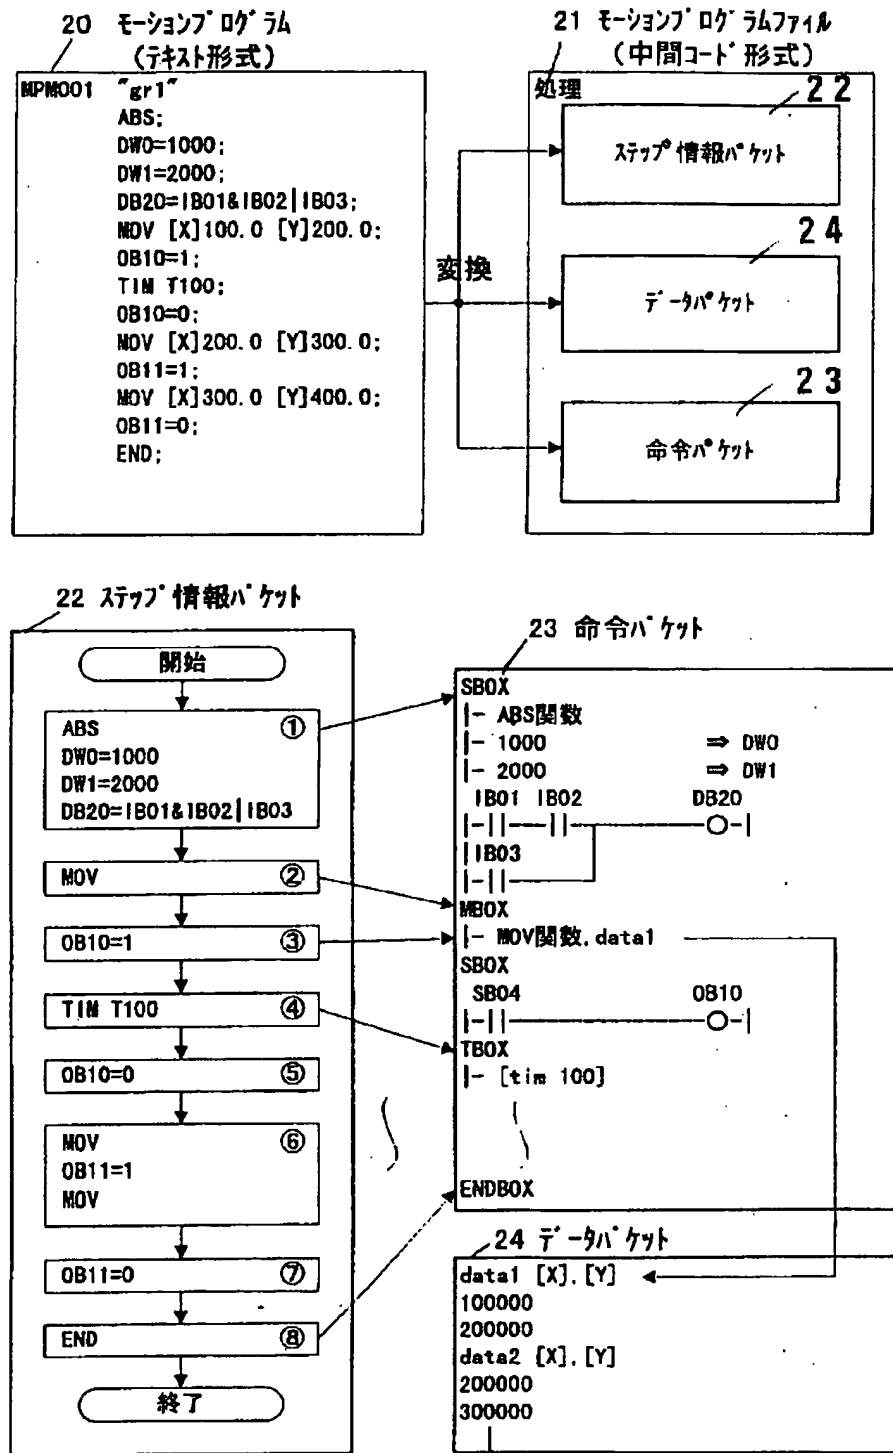 20 モーションプログラム
(テキスト形式)
MPM001 "gr1"
ABS;
DW0=1000;
DW1=2000;
DB20=IB01&IB02|IB03;
MOV [X]100.0 [Y]200.0;
OB10=1;
TIM T100;
OB10=0;
MOV [X]200.0 [Y]300.0;
OB11=1;
MOV [X]300.0 [Y]400.0;
OB11=0;
END;
変換
21 モーションプログラムファイル
(中間コード形式)
処理
22
ステップ情報パケット
24
データパケット
23
命令パケット
22 ステップ情報パケット
開始
ABS ①
DW0=1000
DW1=2000
DB20=IB01&IB02|IB03
MOV ②
OB10=1 ③
TIM T100 ④
OB10=0 ⑤
MOV ⑥
OB11=1
MOV
OB11=0 ⑦
END ⑧
終了
23 命令パケット
SBOX
|- ABS関数
|- 1000 ⇒ DW0
|- 2000 ⇒ DW1
IB01 IB02 DB20
IB03
MBOX
|- MOV関数,data1
SBOX
SB04 OB10
TBOX
|- [tim 100]
ENDBOX
24 データパケット
data1 [X],[Y]
100000
200000
data2 [X],[Y]
200000
300000